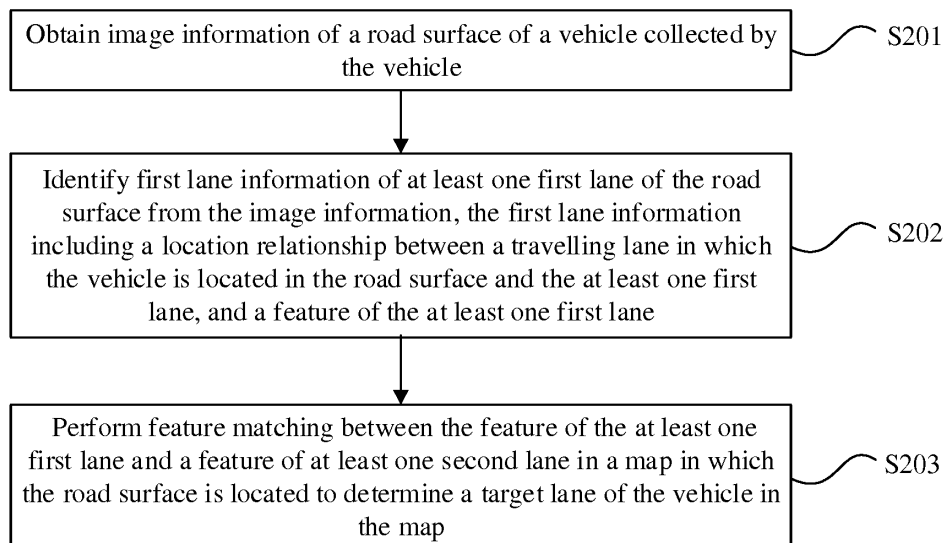 Obtain image information of a road surface of a vehicle collected by
the vehicle
S201
Identify first lane information of at least one first lane of the road
surface from the image information, the first lane information
including a location relationship between a travelling lane in which
the vehicle is located in the road surface and the at least one first
lane, and a feature of the at least one first lane
S202
Perform feature matching between the feature of the at least one
first lane and a feature of at least one second lane in a map in which
the road surface is located to determine a target lane of the vehicle in
the map
S203